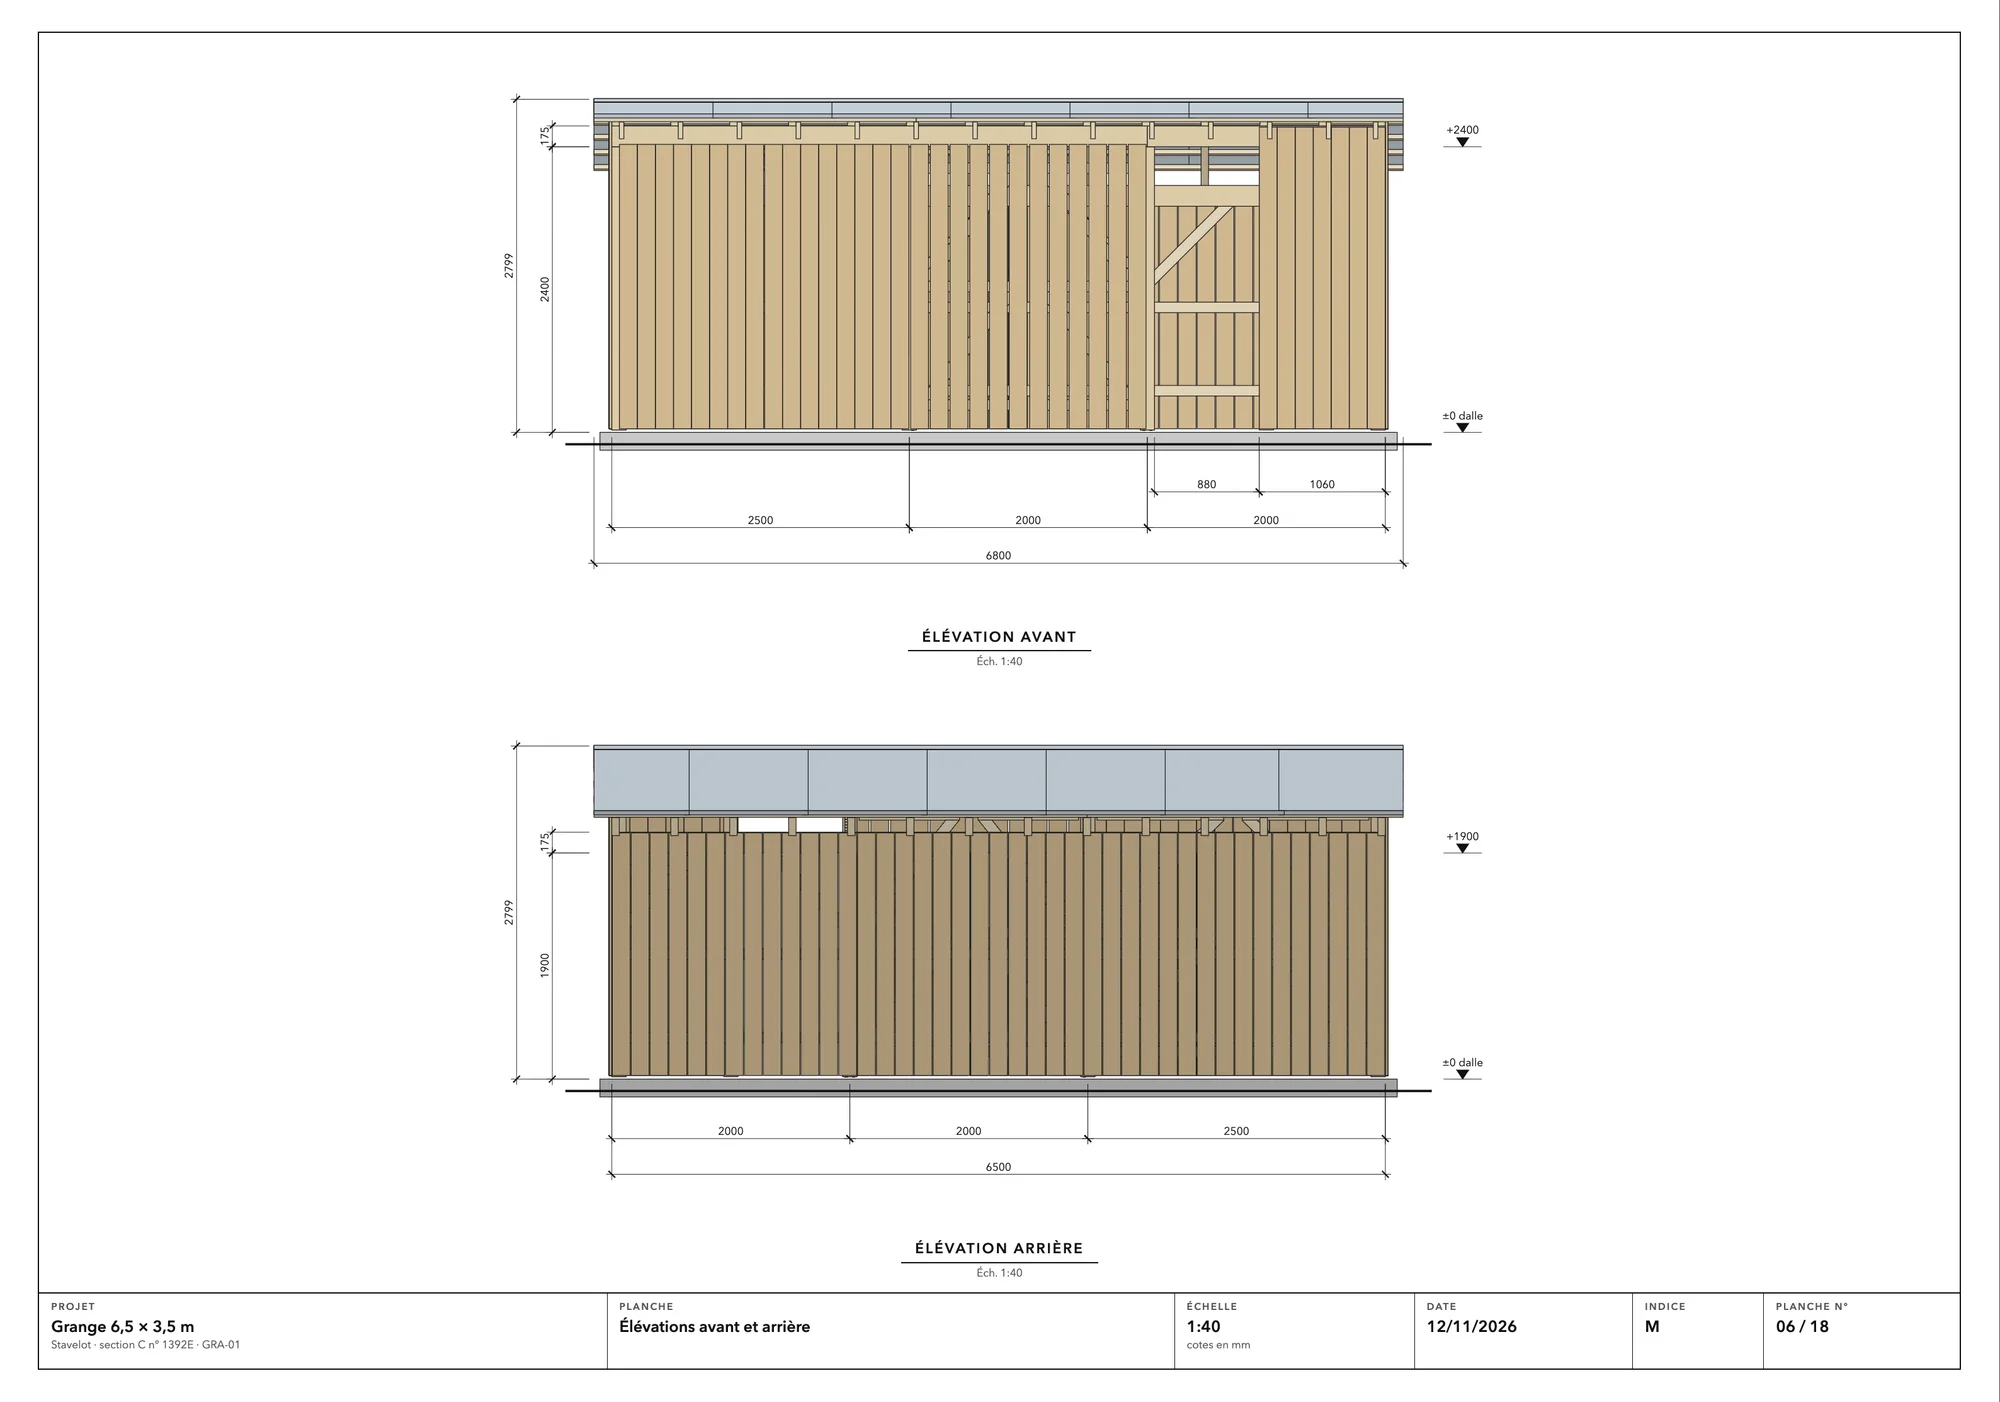 175
+2400
2799
2400
±0 dalle
880
1060
2500
2000
2000
6800
ÉLÉVATION AVANT
Éch. 1:40
175
+1900
2799
1900
±0 dalle
2000
2000
2500
6500
ÉLÉVATION ARRIÈRE
Éch. 1:40
PROJET
Grange 6,5 × 3,5 m
Stavelot · section C n° 1392E · GRA-01
PLANCHE
Élévations avant et arrière
ÉCHELLE
1:40
cotes en mm
DATE
12/11/2026
INDICE
M
PLANCHE N°
06 / 18